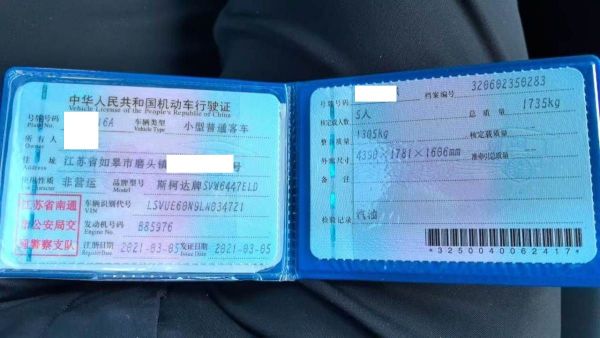 中华人民共和国机动车行驶证
Vehicle License of the People's Republic of China
号牌号码 16A 车辆类型 小型普通客车
Plate No. Vehicle Type
所有人
Owner
住址 江苏省如皋市磨头镇 号
Address
使用性质 非营运 品牌型号 斯柯达牌SVW6447ELD
Model
江苏省南通
市公安局交
通警察支队
车辆识别代号 LSVUE60N9LN034721
VIN
发动机号码 B85976
Engine No.
注册日期 2021-03-05 发证日期 2021-03-05
Register Date Issue Date
号牌号码 档案编号 320602350283
核定载人数 5人 总质量 1735kg
整备质量 1305kg 核定载质量
外廓尺寸 4350×1781×1606mm 准牵引总质量
备注
检验记录 汽油
*3250040062417*